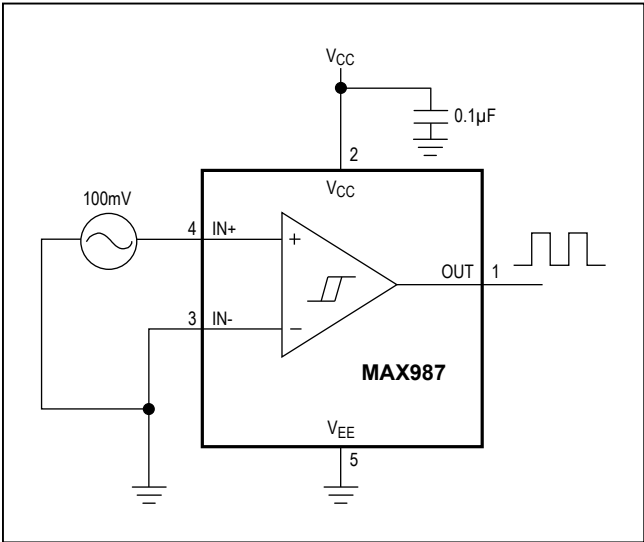 VCC
0.1µF
2
VCC
100mV
4 IN+
+
OUT 1
3 IN-
−
MAX987
VEE
5